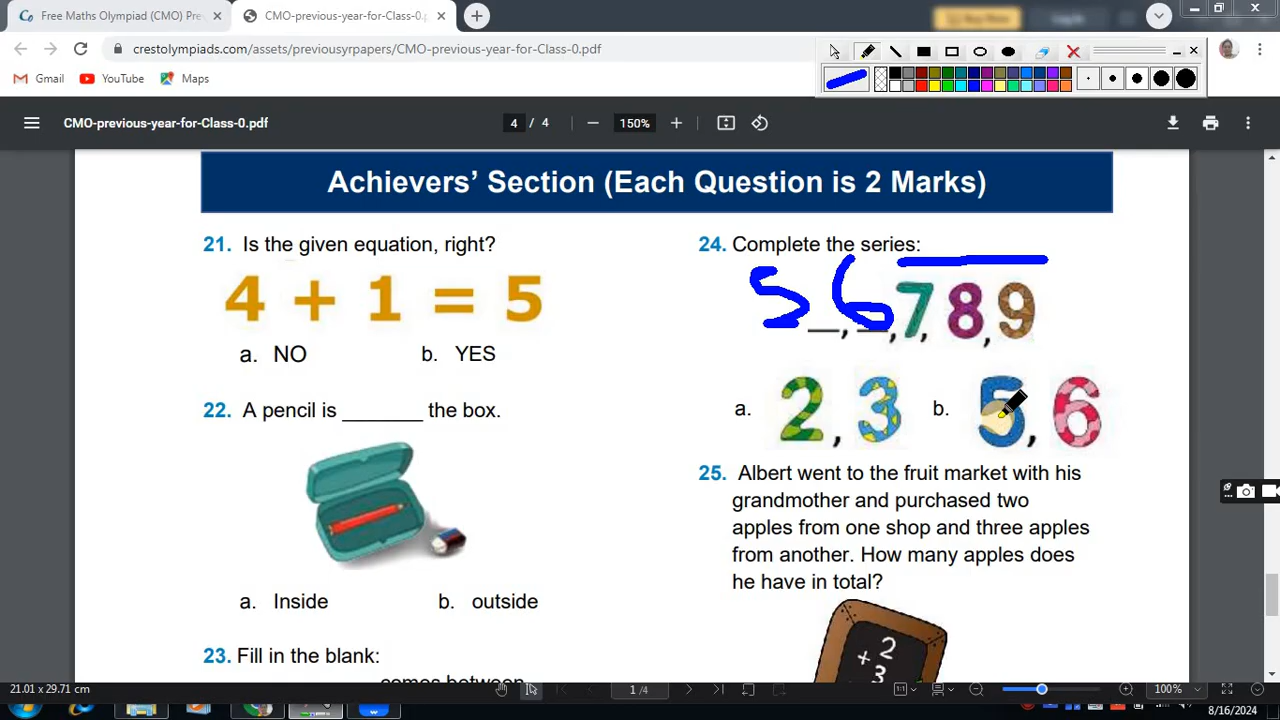 Free Maths Olympiad (CMO) Pre
CMO-previous-year-for-Class-0.p
crestolympiads.com/assets/previousyrpapers/CMO-previous-year-for-Class-0.pdf
Gmail
YouTube
Maps
CMO-previous-year-for-Class-0.pdf
4 / 4
150%
Achievers’ Section (Each Question is 2 Marks)
21. Is the given equation, right?
4 + 1 = 5
a. NO b. YES
22. A pencil is _______ the box.
a. Inside b. outside
23. Fill in the blank:
comes between
24. Complete the series:
5 6
__, __, 7, 8, 9
a. 2, 3 b. 5, 6
25. Albert went to the fruit market with his
grandmother and purchased two
apples from one shop and three apples
from another. How many apples does
he have in total?
2
+ 3
21.01 x 29.71 cm
1 / 4
100%
8/16/2024